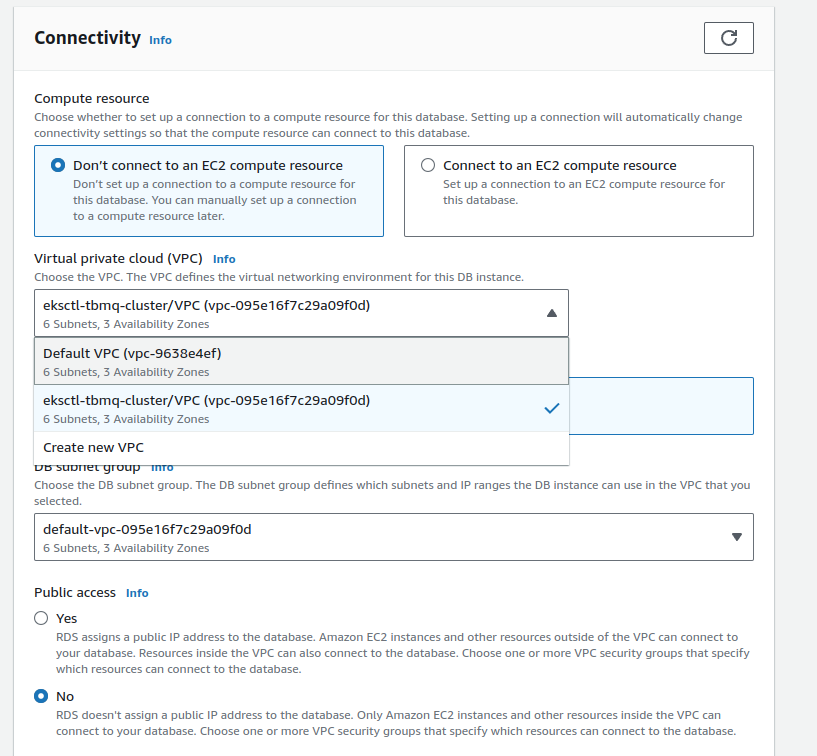 Connectivity Info
Compute resource
Choose whether to set up a connection to a compute resource for this database. Setting up a connection will automatically change
connectivity settings so that the compute resource can connect to this database.
Don't connect to an EC2 compute resource
Don't set up a connection to a compute resource for
this database. You can manually set up a connection
to a compute resource later.
Connect to an EC2 compute resource
Set up a connection to an EC2 compute resource for
this database.
Virtual private cloud (VPC) Info
Choose the VPC. The VPC defines the virtual networking environment for this DB instance.
eksctl-tbmq-cluster/VPC (vpc-095e16f7c29a09f0d)
6 Subnets, 3 Availability Zones
Default VPC (vpc-9638e4ef)
6 Subnets, 3 Availability Zones
eksctl-tbmq-cluster/VPC (vpc-095e16f7c29a09f0d)
6 Subnets, 3 Availability Zones
Create new VPC
DB subnet group Info
Choose the DB subnet group. The DB subnet group defines which subnets and IP ranges the DB instance can use in the VPC that you
selected.
default-vpc-095e16f7c29a09f0d
6 Subnets, 3 Availability Zones
Public access Info
Yes
RDS assigns a public IP address to the database. Amazon EC2 instances and other resources outside of the VPC can connect to
your database. Resources inside the VPC can also connect to the database. Choose one or more VPC security groups that specify
which resources can connect to the database.
No
RDS doesn't assign a public IP address to the database. Only Amazon EC2 instances and other resources inside the VPC can
connect to your database. Choose one or more VPC security groups that specify which resources can connect to the database.